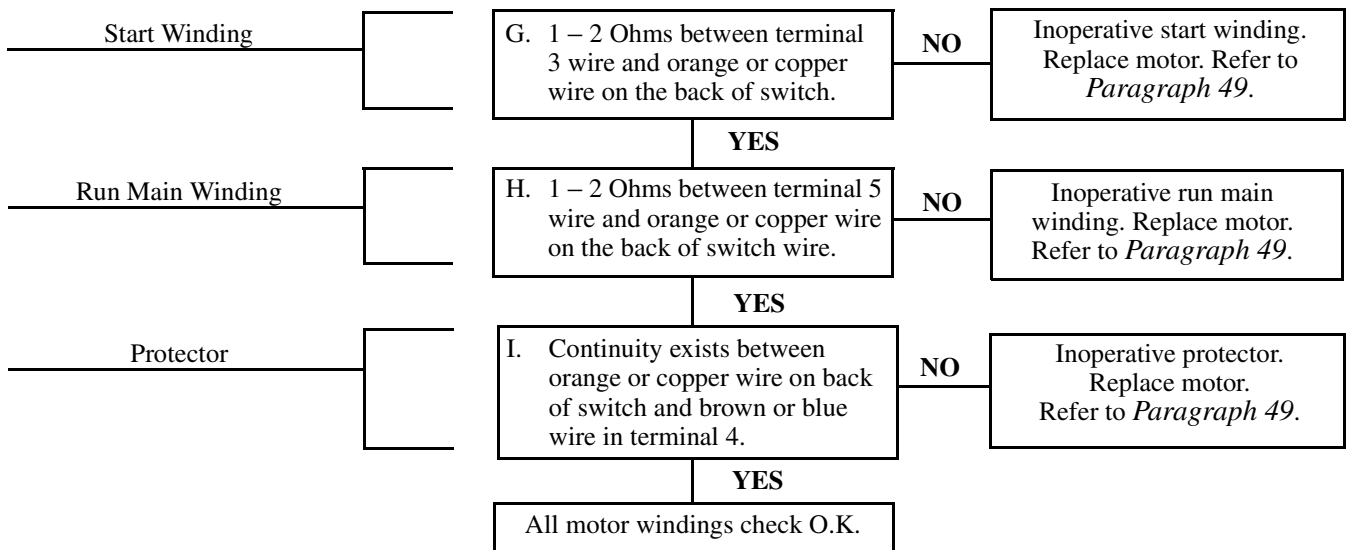 Start Winding
G. 1 – 2 Ohms between terminal
3 wire and orange or copper
wire on the back of switch.
NO
Inoperative start winding.
Replace motor. Refer to
Paragraph 49.
YES
Run Main Winding
H. 1 – 2 Ohms between terminal 5
wire and orange or copper wire
on the back of switch wire.
NO
Inoperative run main
winding. Replace motor.
Refer to Paragraph 49.
YES
Protector
I. Continuity exists between
orange or copper wire on back
of switch and brown or blue
wire in terminal 4.
NO
Inoperative protector.
Replace motor.
Refer to Paragraph 49.
YES
All motor windings check O.K.